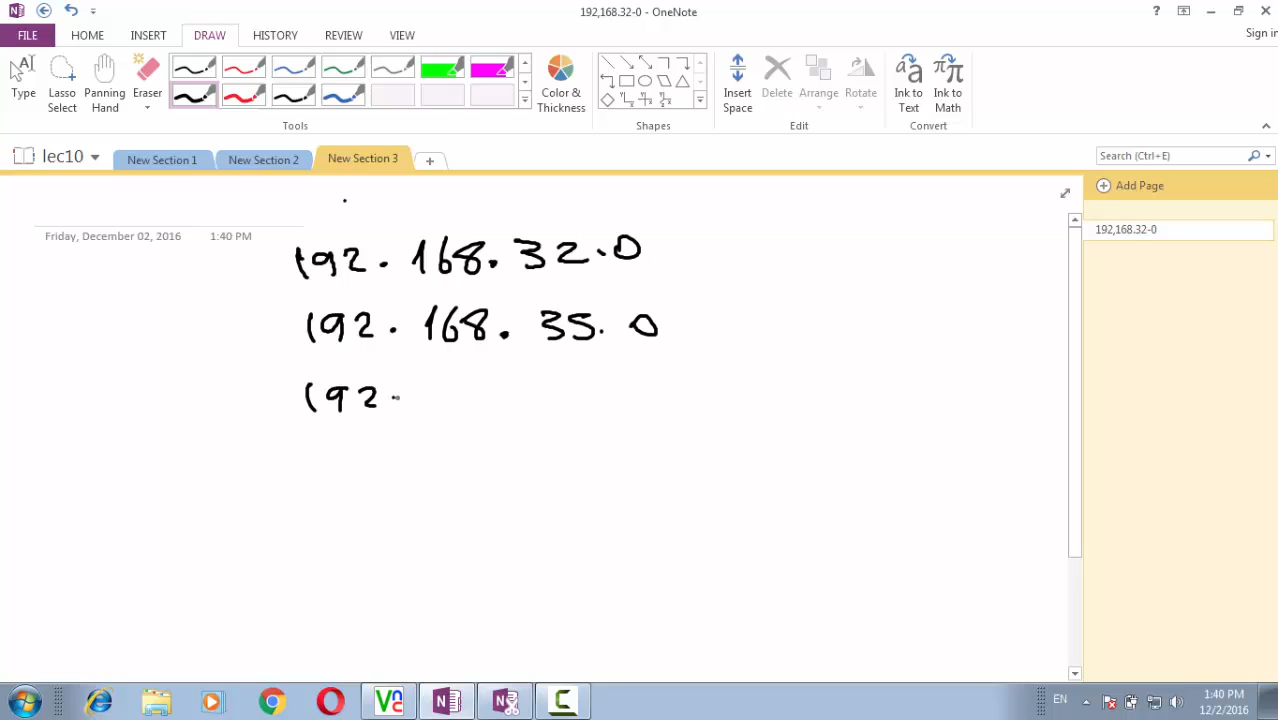 192,168.32-0 - OneNote
? Sign in
FILE HOME INSERT DRAW HISTORY REVIEW VIEW
Type Lasso Select Panning Hand Eraser Color & Thickness Insert Space Delete Arrange Rotate Ink to Text Ink to Math
Tools Shapes Edit Convert
lec10 New Section 1 New Section 2 New Section 3 + Search (Ctrl+E)
Add Page
192,168.32-0
Friday, December 02, 2016 1:40 PM
192.168.32.0
192.168.35.0
192.
EN 1:40 PM
12/2/2016